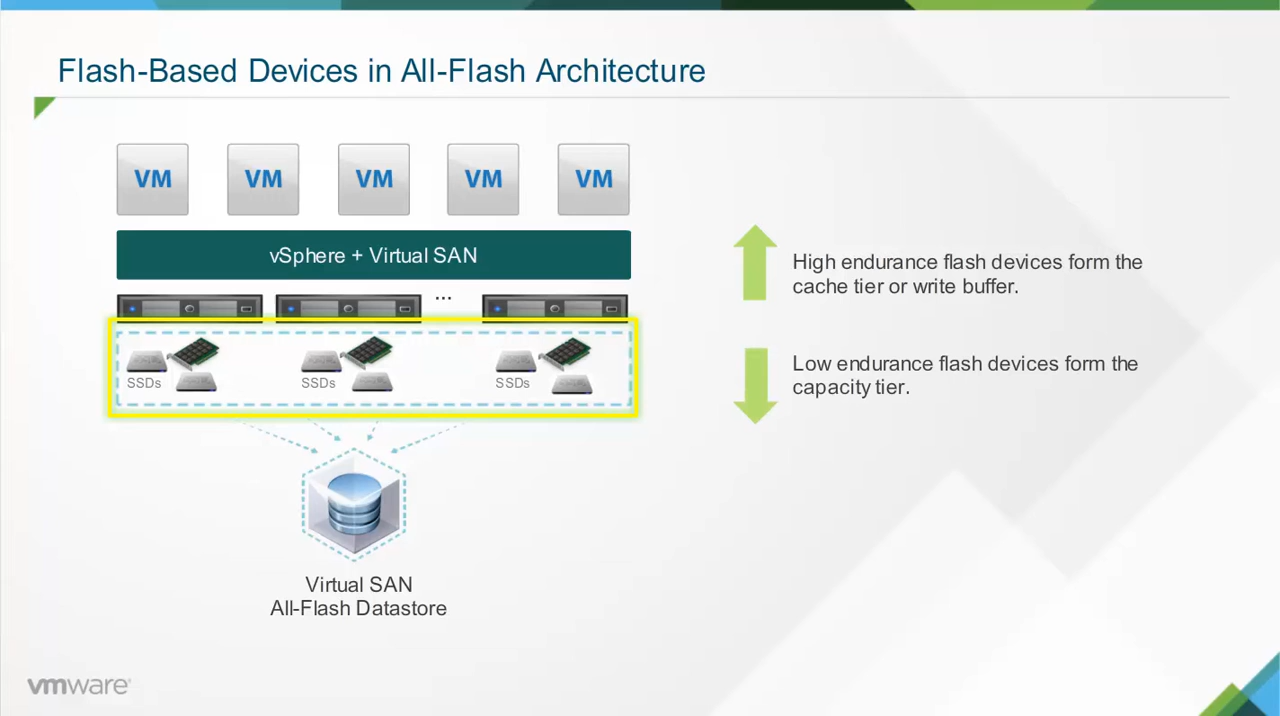 Flash-Based Devices in All-Flash Architecture
VM VM VM VM VM
vSphere + Virtual SAN
...
SSDs SSDs SSDs
Virtual SAN
All-Flash Datastore
High endurance flash devices form the
cache tier or write buffer.
Low endurance flash devices form the
capacity tier.
vmware®